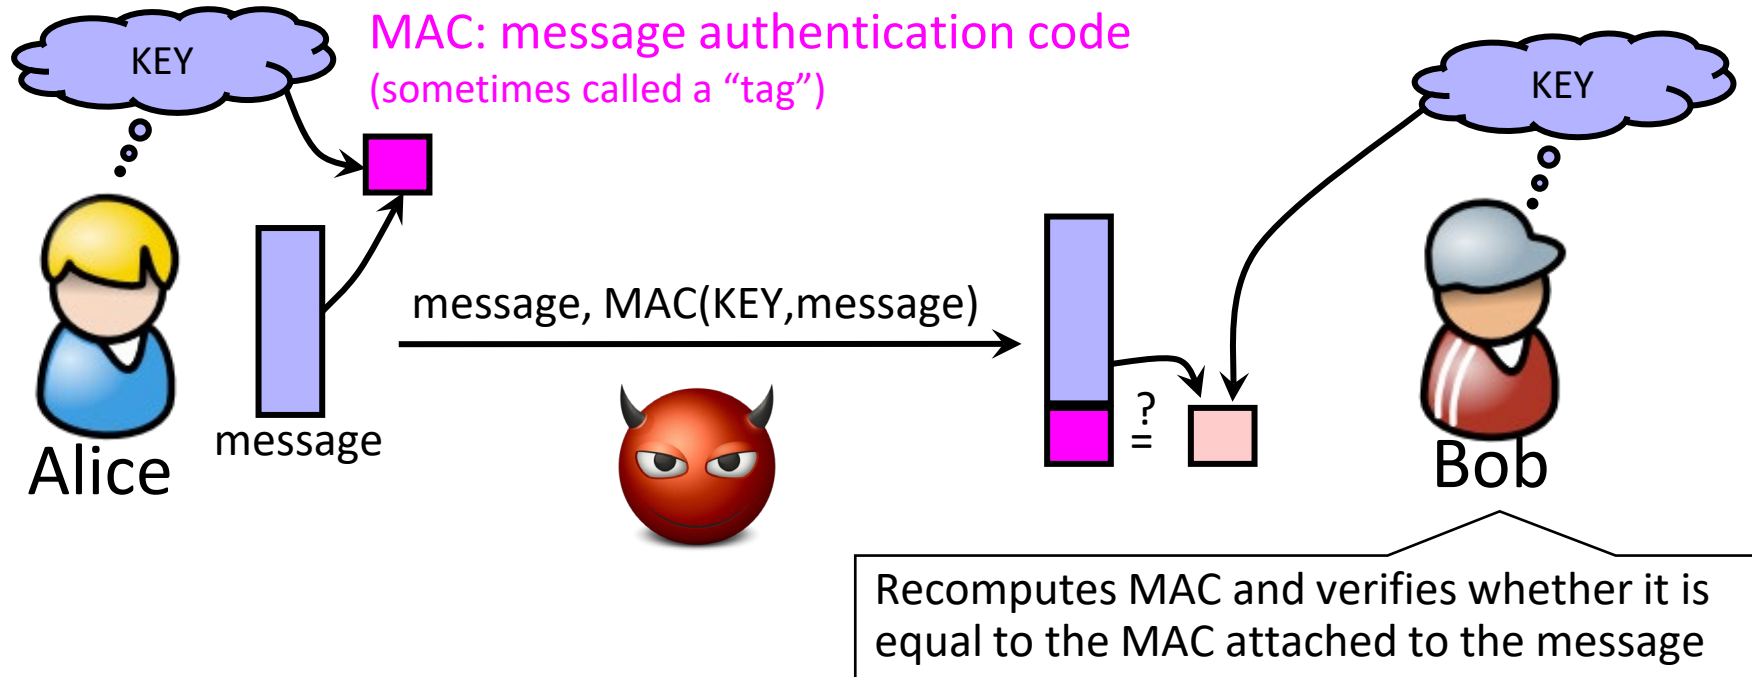 KEY
MAC: message authentication code
(sometimes called a “tag”)
KEY
message, MAC(KEY,message)
?
=
message
Alice
Bob
Recomputes MAC and verifies whether it is
equal to the MAC attached to the message